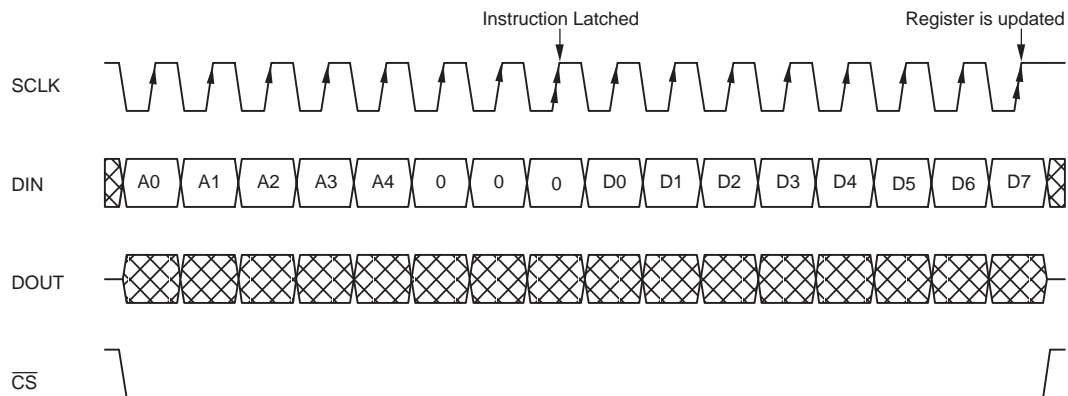 Instruction Latched Register is updated
SCLK
DIN A0 A1 A2 A3 A4 0 0 0 D0 D1 D2 D3 D4 D5 D6 D7
DOUT
C̅S̅